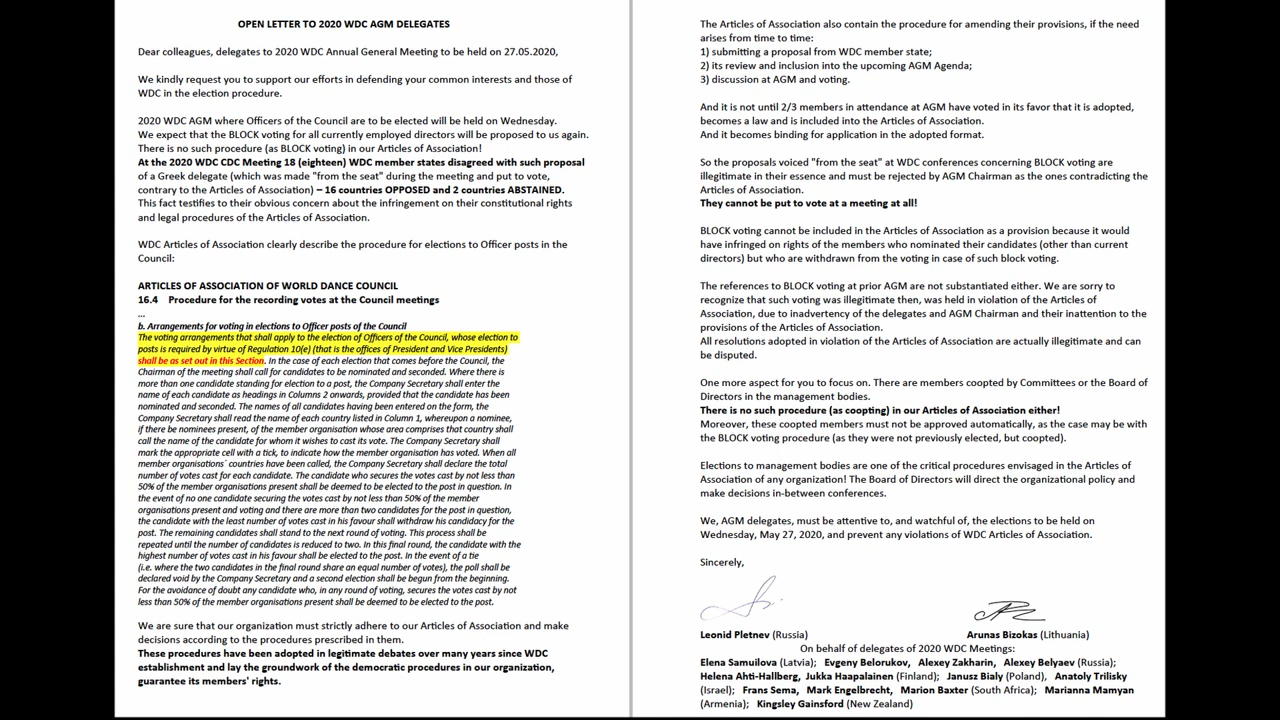 OPEN LETTER TO 2020 WDC AGM DELEGATES
Dear colleagues, delegates to 2020 WDC Annual General Meeting to be held on 27.05.2020,
We kindly request you to support our efforts in defending your common interests and those of
WDC in the election procedure.
2020 WDC AGM where Officers of the Council are to be elected will be held on Wednesday.
We expect that the BLOCK voting for all currently employed directors will be proposed to us again.
There is no such procedure (as BLOCK voting) in our Articles of Association!
At the 2020 WDC CDC Meeting 18 (eighteen) WDC member states disagreed with such proposal
of a Greek delegate (which was made "from the seat" during the meeting and put to vote,
contrary to the Articles of Association) – 16 countries OPPOSED and 2 countries ABSTAINED.
This fact testifies to their obvious concern about the infringement on their constitutional rights
and legal procedures of the Articles of Association.
WDC Articles of Association clearly describe the procedure for elections to Officer posts in the
Council:
ARTICLES OF ASSOCIATION OF WORLD DANCE COUNCIL
16.4 Procedure for the recording votes at the Council meetings
...
b. Arrangements for voting in elections to Officer posts of the Council
The voting arrangements that shall apply to the election of Officers of the Council, whose election to
posts is required by virtue of Regulation 10(e) (that is the offices of President and Vice Presidents)
shall be as set out in this Section. In the case of each election that comes before the Council, the
Chairman of the meeting shall call for candidates to be nominated and seconded. Where there is
more than one candidate standing for election to a post, the Company Secretary shall enter the
name of each candidate as headings in Columns 2 onwards, provided that the candidate has been
nominated and seconded. The names of all candidates having been entered on the form, the
Company Secretary shall read the name of each country listed in Column 1, whereupon a nominee,
if there be nominees present, of the member organisation whose area comprises that country shall
call the name of the candidate for whom it wishes to cast its vote. The Company Secretary shall
mark the appropriate cell with a tick, to indicate how the member organisation has voted. When all
member organisations´ countries have been called, the Company Secretary shall declare the total
number of votes cast for each candidate. The candidate who secures the votes cast by not less than
50% of the member organisations present shall be deemed to be elected to the post in question. In
the event of no one candidate securing the votes cast by not less than 50% of the member
organisations present and voting and there are more than two candidates for the post in question,
the candidate with the least number of votes cast in his favour shall withdraw his candidacy for the
post. The remaining candidates shall stand to the next round of voting. This process shall be
repeated until the number of candidates is reduced to two. In this final round, the candidate with the
highest number of votes cast in his favour shall be elected to the post. In the event of a tie
(i.e. where the two candidates in the final round share an equal number of votes), the poll shall be
declared void by the Company Secretary and a second election shall be begun from the beginning.
For the avoidance of doubt any candidate who, in any round of voting, secures the votes cast by not
less than 50% of the member organisations present shall be deemed to be elected to the post.
We are sure that our organization must strictly adhere to our Articles of Association and make
decisions according to the procedures prescribed in them.
These procedures have been adopted in legitimate debates over many years since WDC
establishment and lay the groundwork of the democratic procedures in our organization,
guarantee its members' rights.
The Articles of Association also contain the procedure for amending their provisions, if the need
arises from time to time:
1) submitting a proposal from WDC member state;
2) its review and inclusion into the upcoming AGM Agenda;
3) discussion at AGM and voting.
And it is not until 2/3 members in attendance at AGM have voted in its favor that it is adopted,
becomes a law and is included into the Articles of Association.
And it becomes binding for application in the adopted format.
So the proposals voiced "from the seat" at WDC conferences concerning BLOCK voting are
illegitimate in their essence and must be rejected by AGM Chairman as the ones contradicting the
Articles of Association.
They cannot be put to vote at a meeting at all!
BLOCK voting cannot be included in the Articles of Association as a provision because it would
have infringed on rights of the members who nominated their candidates (other than current
directors) but who are withdrawn from the voting in case of such block voting.
The references to BLOCK voting at prior AGM are not substantiated either. We are sorry to
recognize that such voting was illegitimate then, was held in violation of the Articles of
Association, due to inadvertency of the delegates and AGM Chairman and their inattention to the
provisions of the Articles of Association.
All resolutions adopted in violation of the Articles of Association are actually illegitimate and can
be disputed.
One more aspect for you to focus on. There are members coopted by Committees or the Board of
Directors in the management bodies.
There is no such procedure (as coopting) in our Articles of Association either!
Moreover, these coopted members must not be approved automatically, as the case may be with
the BLOCK voting procedure (as they were not previously elected, but coopted).
Elections to management bodies are one of the critical procedures envisaged in the Articles of
Association of any organization! The Board of Directors will direct the organizational policy and
make decisions in-between conferences.
We, AGM delegates, must be attentive to, and watchful of, the elections to be held on
Wednesday, May 27, 2020, and prevent any violations of WDC Articles of Association.
Sincerely,
Leonid Pletnev (Russia) Arunas Bizokas (Lithuania)
On behalf of delegates of 2020 WDC Meetings:
Elena Samuilova (Latvia); Evgeny Belorukov, Alexey Zakharin, Alexey Belyaev (Russia);
Helena Ahti-Hallberg, Jukka Haapalainen (Finland); Janusz Bialy (Poland), Anatoly Trilisky
(Israel); Frans Sema, Mark Engelbrecht, Marion Baxter (South Africa); Marianna Mamyan
(Armenia); Kingsley Gainsford (New Zealand)